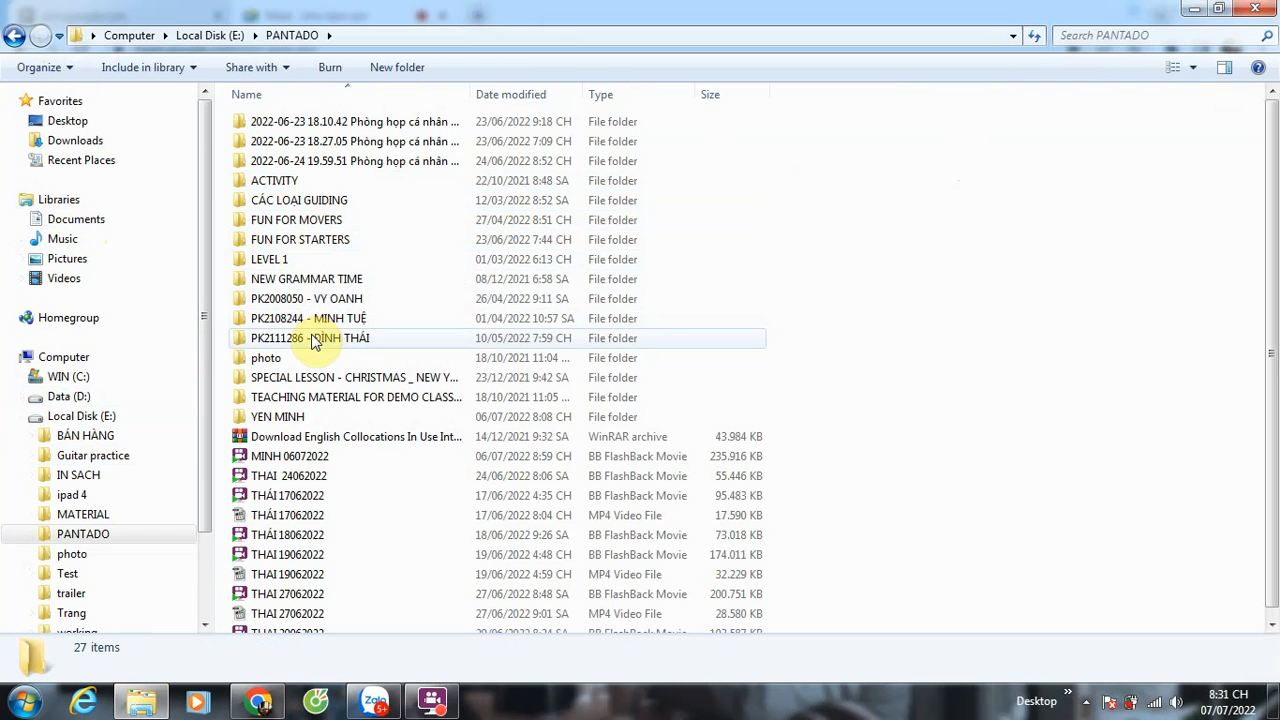 Computer Local Disk (E:) PANTADO Search PANTADO
Organize Include in library Share with Burn New folder
Name Date modified Type Size
Favorites
Desktop
Downloads
Recent Places
Libraries
Documents
Music
Pictures
Videos
Homegroup
Computer
WIN (C:)
Data (D:)
Local Disk (E:)
BÁN HÀNG
Guitar practice
IN SACH
ipad 4
MATERIAL
PANTADO
photo
Test
trailer
Trang
working
2022-06-23 18.10.42 Phòng họp cá nhân ... 23/06/2022 9:18 CH File folder
2022-06-23 18.27.05 Phòng họp cá nhân ... 23/06/2022 7:09 CH File folder
2022-06-24 19.59.51 Phòng họp cá nhân ... 24/06/2022 8:52 CH File folder
ACTIVITY 22/10/2021 8:48 SA File folder
CÁC LOẠI GUIDING 12/03/2022 8:52 SA File folder
FUN FOR MOVERS 27/04/2022 8:51 CH File folder
FUN FOR STARTERS 23/06/2022 7:44 CH File folder
LEVEL 1 01/03/2022 6:13 CH File folder
NEW GRAMMAR TIME 08/12/2021 6:58 SA File folder
PK2008050 - VY OANH 26/04/2022 9:11 SA File folder
PK2108244 - MINH TUỆ 01/04/2022 10:57 SA File folder
PK2111286 - ĐÌNH THÁI 10/05/2022 7:59 CH File folder
photo 18/10/2021 11:04 ... File folder
SPECIAL LESSON - CHRISTMAS _ NEW Y... 23/12/2021 9:42 SA File folder
TEACHING MATERIAL FOR DEMO CLASS... 18/10/2021 11:05 ... File folder
YEN MINH 06/07/2022 8:08 CH File folder
Download English Collocations In Use Int... 14/12/2021 9:32 SA WinRAR archive 43.984 KB
MINH 06072022 06/07/2022 8:59 CH BB FlashBack Movie 235.916 KB
THAI 24062022 24/06/2022 8:06 SA BB FlashBack Movie 55.446 KB
THÁI 17062022 17/06/2022 4:35 CH BB FlashBack Movie 95.483 KB
THÁI 17062022 17/06/2022 8:04 CH MP4 Video File 17.590 KB
THÁI 18062022 18/06/2022 9:26 SA BB FlashBack Movie 73.018 KB
THAI 19062022 19/06/2022 4:48 CH BB FlashBack Movie 174.011 KB
THAI 19062022 19/06/2022 4:59 CH MP4 Video File 32.229 KB
THAI 27062022 27/06/2022 8:48 SA BB FlashBack Movie 200.751 KB
THAI 27062022 27/06/2022 9:01 SA MP4 Video File 28.580 KB
27 items
Zalo
5+
Desktop
8:31 CH
07/07/2022